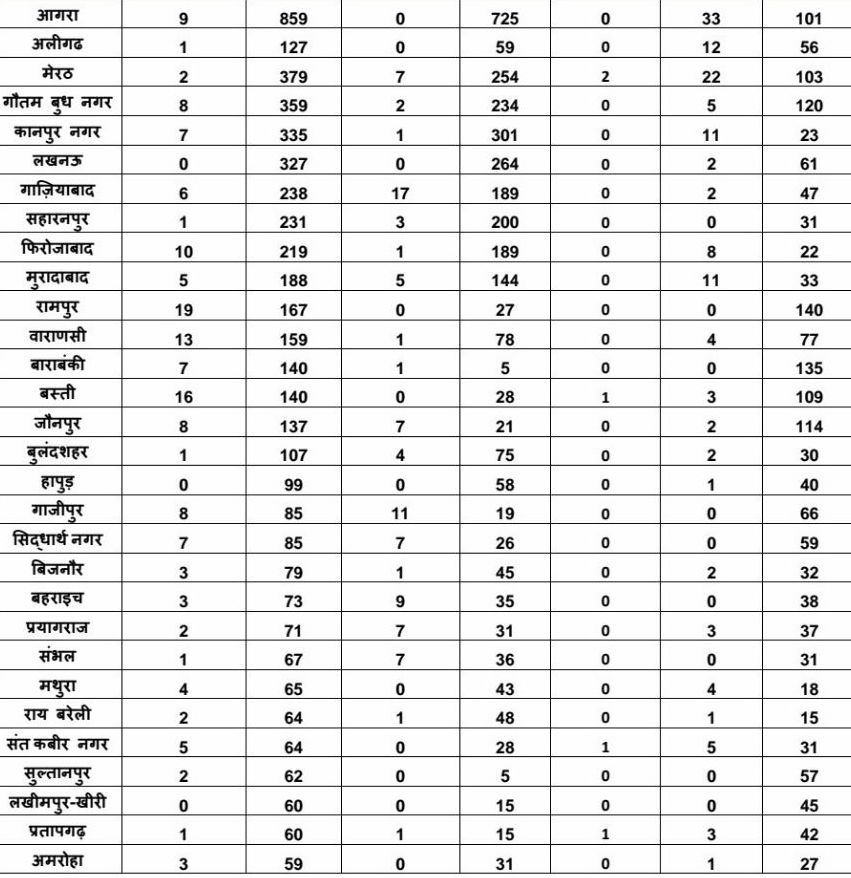 आगरा 9 859 0 725 0 33 101
अलीगढ 1 127 0 59 0 12 56
मेरठ 2 379 7 254 2 22 103
गौतम बुध नगर 8 359 2 234 0 5 120
कानपुर नगर 7 335 1 301 0 11 23
लखनऊ 0 327 0 264 0 2 61
गाज़ियाबाद 6 238 17 189 0 2 47
सहारनपुर 1 231 3 200 0 0 31
फिरोजाबाद 10 219 1 189 0 8 22
मुरादाबाद 5 188 5 144 0 11 33
रामपुर 19 167 0 27 0 0 140
वाराणसी 13 159 1 78 0 4 77
बाराबंकी 7 140 1 5 0 0 135
बस्ती 16 140 0 28 1 3 109
जौनपुर 8 137 7 21 0 2 114
बुलंदशहर 1 107 4 75 0 2 30
हापुड़ 0 99 0 58 0 1 40
गाजीपुर 8 85 11 19 0 0 66
सिद्धार्थ नगर 7 85 7 26 0 0 59
बिजनौर 3 79 1 45 0 2 32
बहराइच 3 73 9 35 0 0 38
प्रयागराज 2 71 7 31 0 3 37
संभल 1 67 7 36 0 0 31
मथुरा 4 65 0 43 0 4 18
राय बरेली 2 64 1 48 0 1 15
संत कबीर नगर 5 64 0 28 1 5 31
सुल्तानपुर 2 62 0 5 0 0 57
लखीमपुर-खीरी 0 60 0 15 0 0 45
प्रतापगढ़ 1 60 1 15 1 3 42
अमरोहा 3 59 0 31 0 1 27